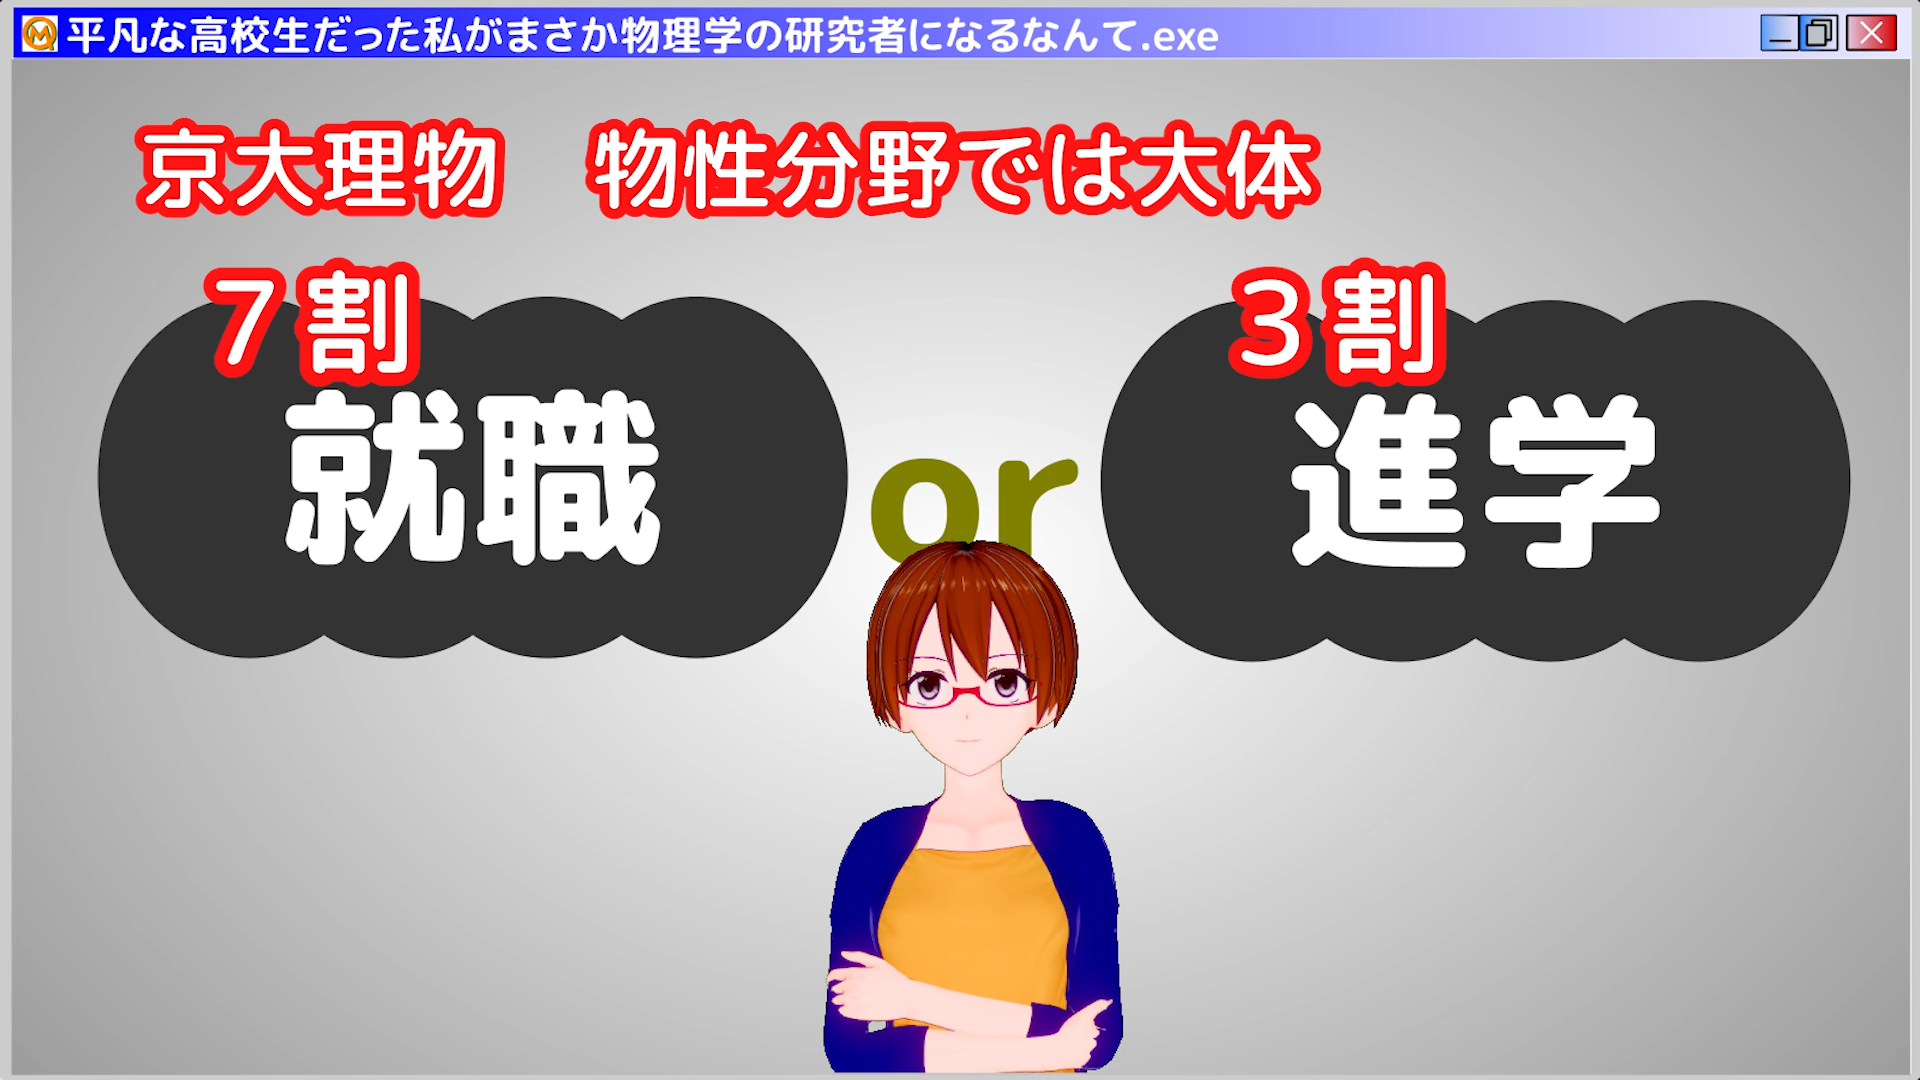 平凡な高校生だった私がまさか物理学の研究者になるなんて.exe
京大理物　物性分野では大体
７割
３割
就職
or
進学